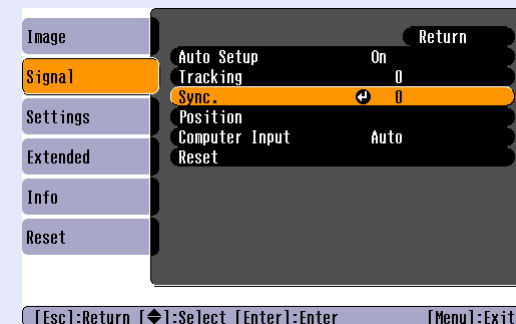 Image
Signal
Settings
Extended
Info
Reset
Return
Auto Setup On
Tracking 0
Sync. 0
Position
Computer Input Auto
Reset
[Esc]:Return [◆]:Select [Enter]:Enter [Menu]:Exit